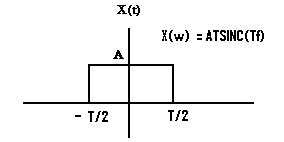 X(t)
X(w) = ATSINC(Tf)
A
- T/2
T/2